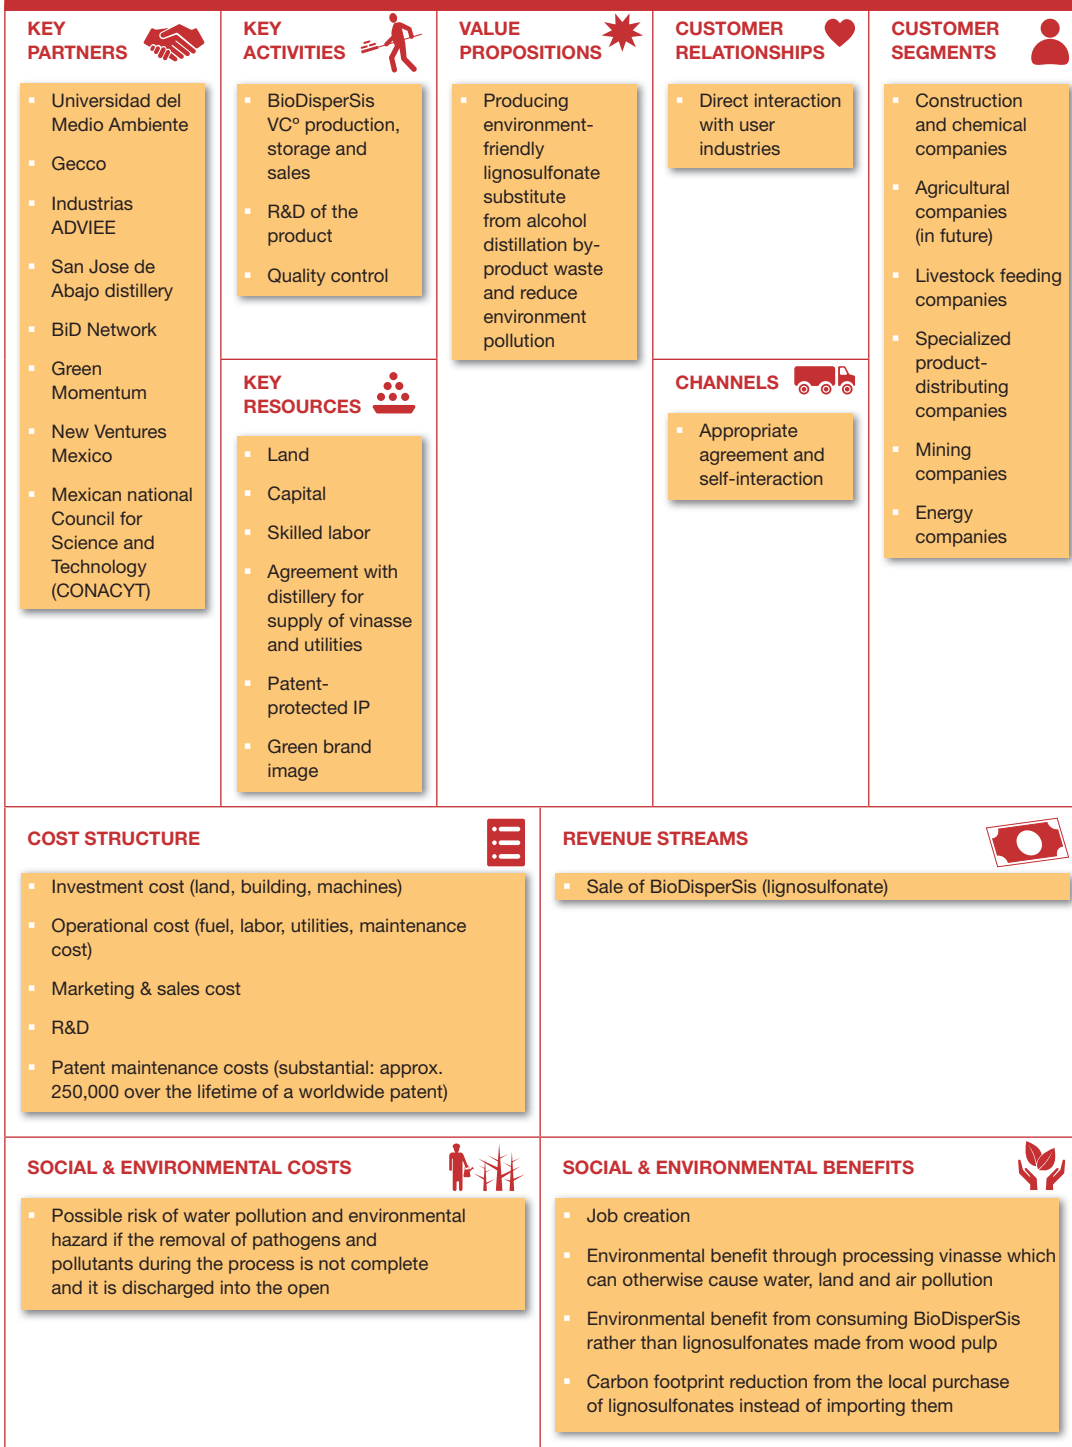 KEY
PARTNERS
Universidad del
Medio Ambiente
Gecco
Industrias
ADVIEE
San Jose de
Abajo distillery
BiD Network
Green
Momentum
New Ventures
Mexico
Mexican national
Council for
Science and
Technology
(CONACYT)
KEY
ACTIVITIES
BioDisperSis
VCº production,
storage and
sales
R&D of the
product
Quality control
KEY
RESOURCES
Land
Capital
Skilled labor
Agreement with
distillery for
supply of vinasse
and utilities
Patent-
protected IP
Green brand
image
VALUE
PROPOSITIONS
Producing
environment-
friendly
lignosulfonate
substitute
from alcohol
distillation by-
product waste
and reduce
environment
pollution
CUSTOMER
RELATIONSHIPS
Direct interaction
with user
industries
CHANNELS
Appropriate
agreement and
self-interaction
CUSTOMER
SEGMENTS
Construction
and chemical
companies
Agricultural
companies
(in future)
Livestock feeding
companies
Specialized
product-
distributing
companies
Mining
companies
Energy
companies
COST STRUCTURE
Investment cost (land, building, machines)
Operational cost (fuel, labor, utilities, maintenance
cost)
Marketing & sales cost
R&D
Patent maintenance costs (substantial: approx.
250,000 over the lifetime of a worldwide patent)
REVENUE STREAMS
Sale of BioDisperSis (lignosulfonate)
SOCIAL & ENVIRONMENTAL COSTS
Possible risk of water pollution and environmental
hazard if the removal of pathogens and
pollutants during the process is not complete
and it is discharged into the open
SOCIAL & ENVIRONMENTAL BENEFITS
Job creation
Environmental benefit through processing vinasse which
can otherwise cause water, land and air pollution
Environmental benefit from consuming BioDisperSis
rather than lignosulfonates made from wood pulp
Carbon footprint reduction from the local purchase
of lignosulfonates instead of importing them